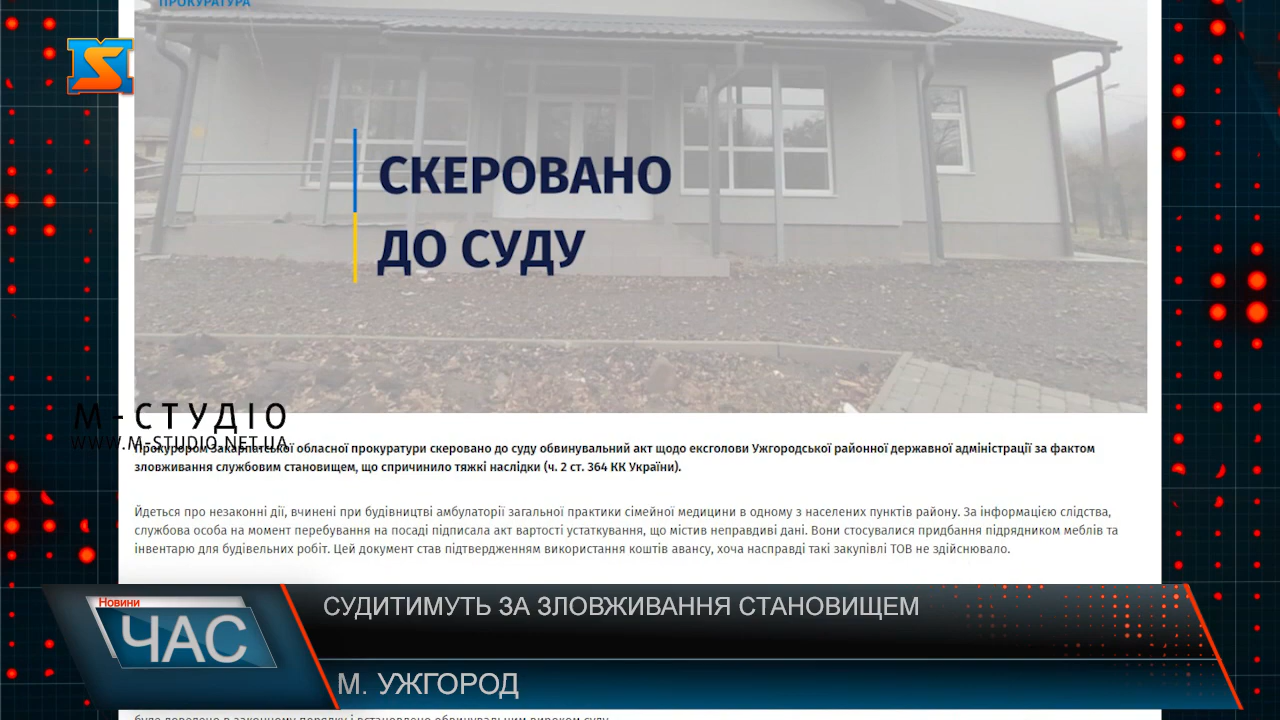 ПРОКУРАТУРА
СКЕРОВАНО
ДО СУДУ
М-СТУДІО
WWW.M-STUDIO.NET.UA
Прокурором Закарпатської обласної прокуратури скеровано до суду обвинувальний акт щодо ексголови Ужгородської районної державної адміністрації за фактом
зловживання службовим становищем, що спричинило тяжкі наслідки (ч. 2 ст. 364 КК України).
Йдеться про незаконні дії, вчинені при будівництві амбулаторії загальної практики сімейної медицини в одному з населених пунктів району. За інформацією слідства,
службова особа на момент перебування на посаді підписала акт вартості устаткування, що містив неправдиві дані. Вони стосувалися придбання підрядником меблів та
інвентарю для будівельних робіт. Цей документ став підтвердженням використання коштів авансу, хоча насправді такі закупівлі ТОВ не здійснювало.
Новини
ЧАС
СУДИТИМУТЬ ЗА ЗЛОВЖИВАННЯ СТАНОВИЩЕМ
М. УЖГОРОД